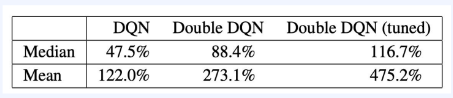 DQN Double DQN Double DQN (tuned)
Median 47.5% 88.4% 116.7%
Mean 122.0% 273.1% 475.2%